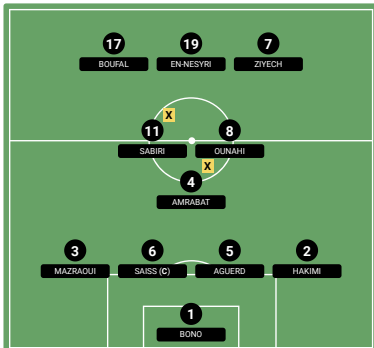 17 19 7
BOUFAL EN-NESYRI ZIYECH
X
11 8
SABIRI OUNAHI
X
4
AMRABAT
3 6 5 2
MAZRAOUI SAISS (C) AGUERD HAKIMI
1
BONO